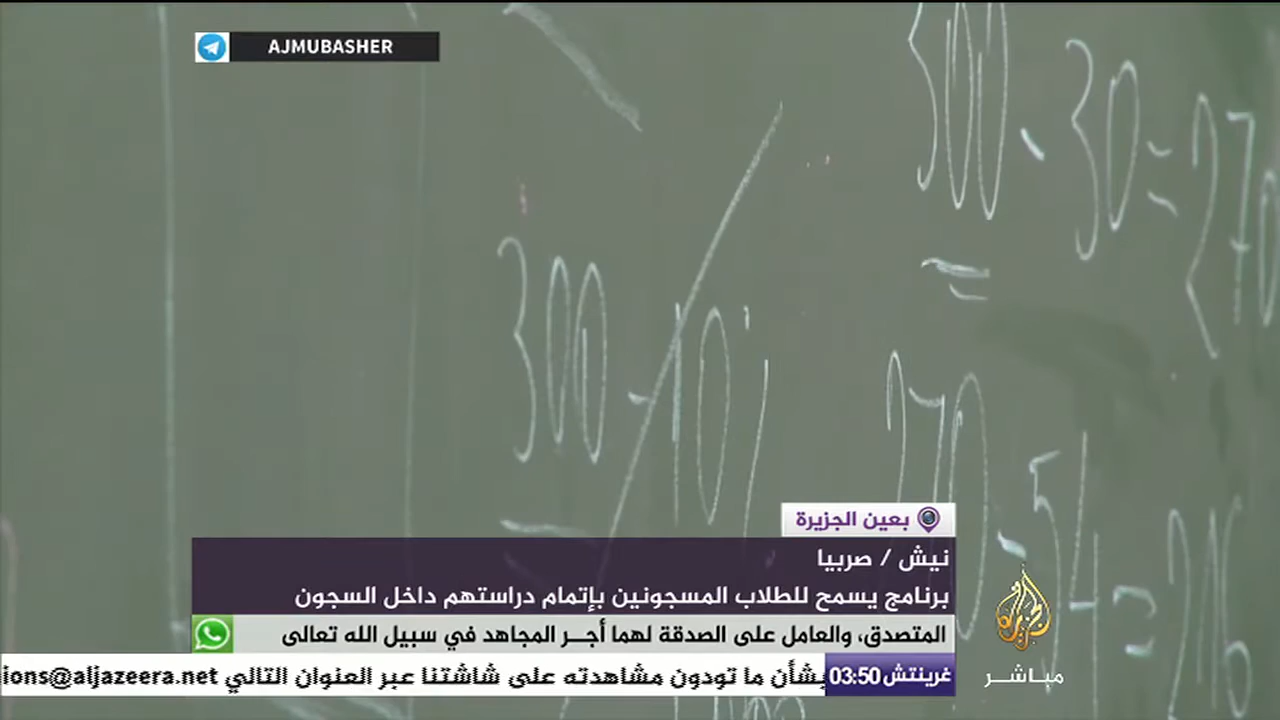 AJMUBASHER
300 - 30 = 270
300 - 10%
270 - 54 = 216
بعين الجزيرة
نيش / صربيا
برنامج يسمح للطلاب المسجونين بإتمام دراستهم داخل السجون
المتصدق، والعامل على الصدقة لهما أجر المجاهد في سبيل الله تعالى
غرينتش 03:50
بشأن ما تودون مشاهدته على شاشتنا عبر العنوان التالي ions@aljazeera.net
الجزيرة
مباشر